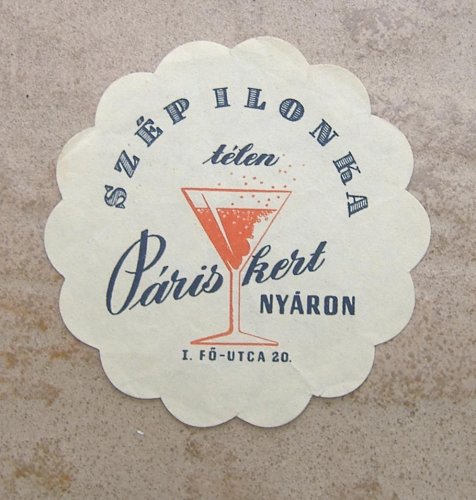 SZÉP ILONKA
télen
Páris kert
NYÁRON
I. FŐ-UTCA 20.